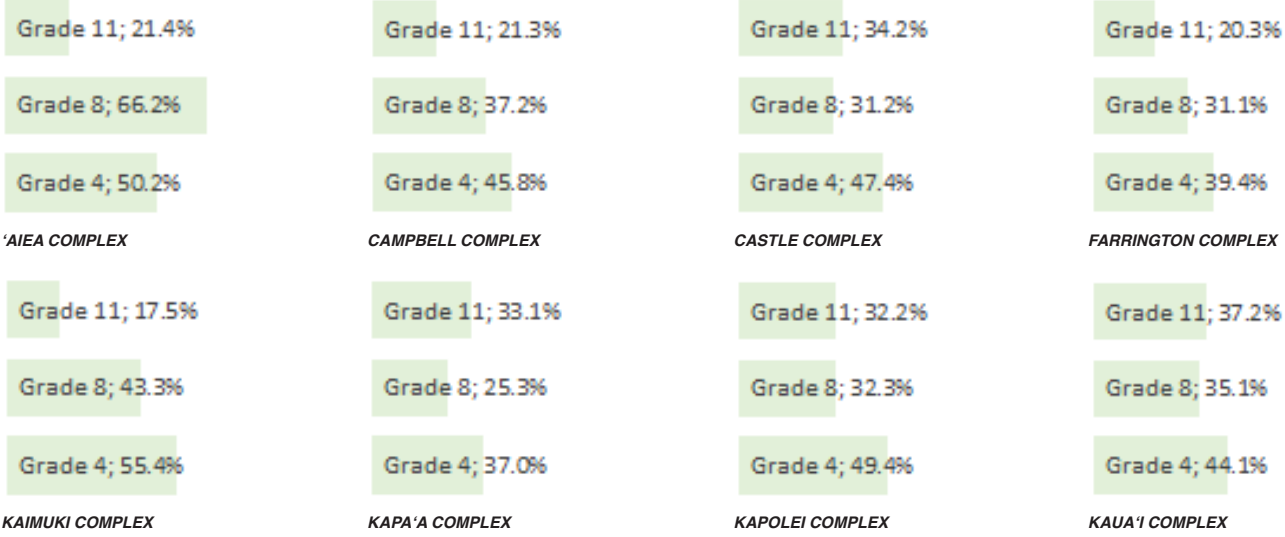 Grade 11; 21.4%
Grade 8; 66.2%
Grade 4; 50.2%
‘AIEA COMPLEX
Grade 11; 21.3%
Grade 8; 37.2%
Grade 4; 45.8%
CAMPBELL COMPLEX
Grade 11; 34.2%
Grade 8; 31.2%
Grade 4; 47.4%
CASTLE COMPLEX
Grade 11; 20.3%
Grade 8; 31.1%
Grade 4; 39.4%
FARRINGTON COMPLEX
Grade 11; 17.5%
Grade 8; 43.3%
Grade 4; 55.4%
KAIMUKI COMPLEX
Grade 11; 33.1%
Grade 8; 25.3%
Grade 4; 37.0%
KAPA‘A COMPLEX
Grade 11; 32.2%
Grade 8; 32.3%
Grade 4; 49.4%
KAPOLEI COMPLEX
Grade 11; 37.2%
Grade 8; 35.1%
Grade 4; 44.1%
KAUA‘I COMPLEX